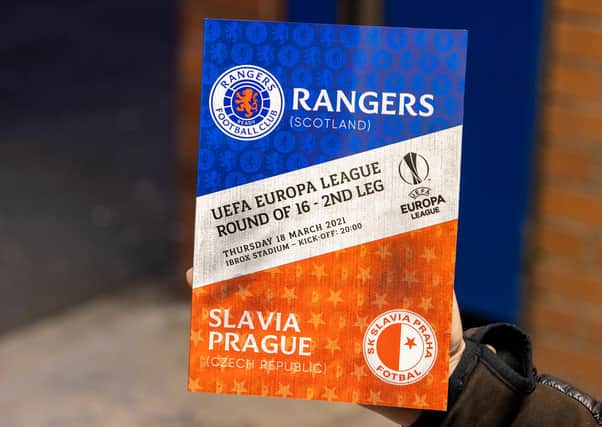 RANGERS
FOOTBALL CLUB
READY
RANGERS
(SCOTLAND)
UEFA EUROPA LEAGUE
ROUND OF 16 - 2ND LEG
THURSDAY 18 MARCH 2021
IBROX STADIUM – KICK-OFF: 20:00
UEFA
EUROPA
LEAGUE
SLAVIA
PRAGUE
(CZECH REPUBLIC)
SK SLAVIA PRAHA
FOTBAL